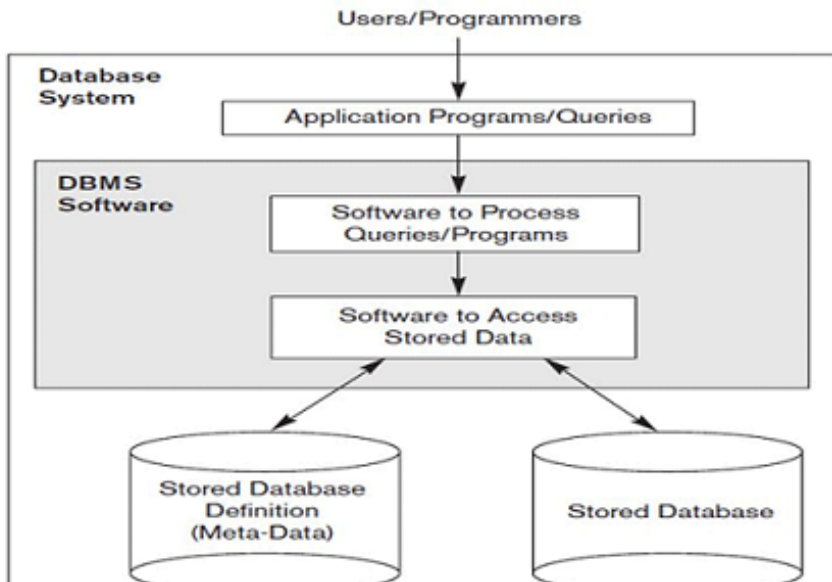 Users/Programmers
Database
System
Application Programs/Queries
DBMS
Software
Software to Process
Queries/Programs
Software to Access
Stored Data
Stored Database
Definition
(Meta-Data)
Stored Database